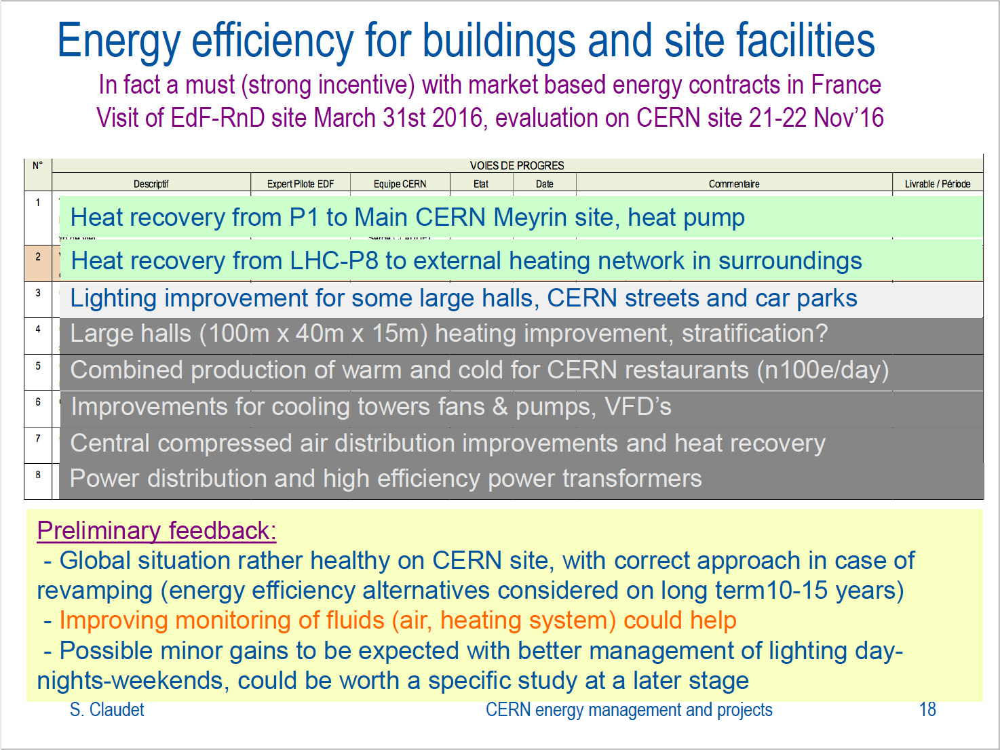 Energy efficiency for buildings and site facilities
In fact a must (strong incentive) with market based energy contracts in France
Visit of EdF-RnD site March 31st 2016, evaluation on CERN site 21-22 Nov’16
N° VOIES DE PROGRES
Descriptif Expert Pilote EDF Equipe CERN Etat Date Commentaire Livrable / Période
1 Heat recovery from P1 to Main CERN Meyrin site, heat pump
2 Heat recovery from LHC-P8 to external heating network in surroundings
3 Lighting improvement for some large halls, CERN streets and car parks
4 Large halls (100m x 40m x 15m) heating improvement, stratification?
5 Combined production of warm and cold for CERN restaurants (n100e/day)
6 Improvements for cooling towers fans & pumps, VFD’s
7 Central compressed air distribution improvements and heat recovery
8 Power distribution and high efficiency power transformers
Preliminary feedback:
- Global situation rather healthy on CERN site, with correct approach in case of
revamping (energy efficiency alternatives considered on long term10-15 years)
- Improving monitoring of fluids (air, heating system) could help
- Possible minor gains to be expected with better management of lighting day-
nights-weekends, could be worth a specific study at a later stage
S. Claudet CERN energy management and projects 18